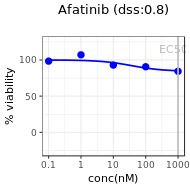 Afatinib (dss:0.8)
EC50
100
50
0
% viability
0.1 1 10 100 1000
conc(nM)